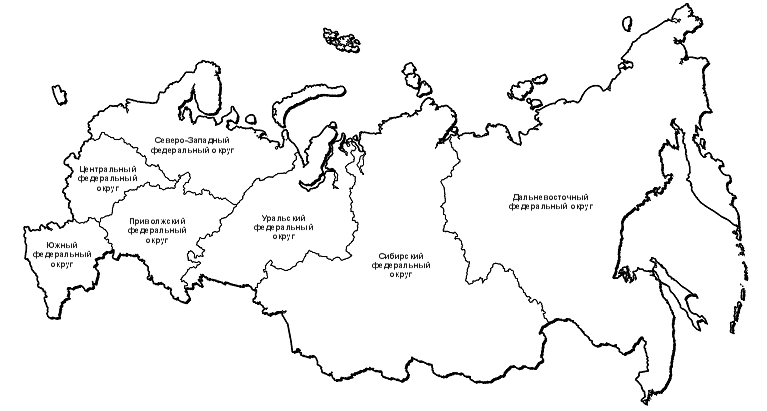 Северо-Западный
федеральный округ
Центральный
федеральный
округ
Приволжский
федеральный
округ
Южный
федеральный
округ
Уральский
федеральный
округ
Сибирский
федеральный
округ
Дальневосточный
федеральный округ